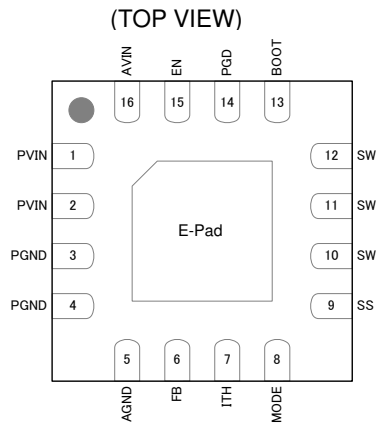 (TOP VIEW)
AVIN
EN
PGD
BOOT
16
15
14
13
PVIN 1
12 SW
PVIN 2
11 SW
E-Pad
PGND 3
10 SW
PGND 4
9 SS
5
6
7
8
AGND
FB
ITH
MODE